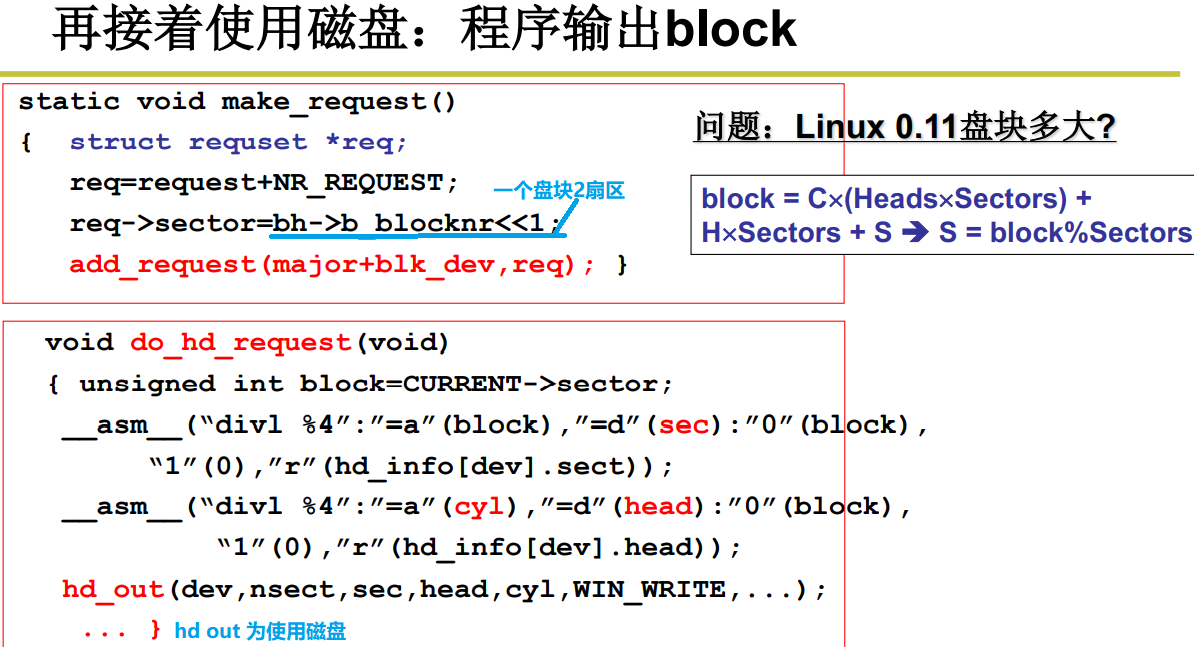 再接着使用磁盘：程序输出block
static void make_request()
{ struct requset *req;
req=request+NR_REQUEST;
一个盘块2扇区
req->sector=bh->b_blocknr<<1;
add_request(major+blk_dev,req); }
问题：Linux 0.11盘块多大?
block = C×(Heads×Sectors) +
H×Sectors + S ➔ S = block%Sectors
void do_hd_request(void)
{ unsigned int block=CURRENT->sector;
__asm__(“divl %4”:”=a”(block),”=d”(sec):”0”(block),
“1”(0),”r”(hd_info[dev].sect));
__asm__(“divl %4”:”=a”(cyl),”=d”(head):”0”(block),
“1”(0),”r”(hd_info[dev].head));
hd_out(dev,nsect,sec,head,cyl,WIN_WRITE,...);
... } hd out 为使用磁盘